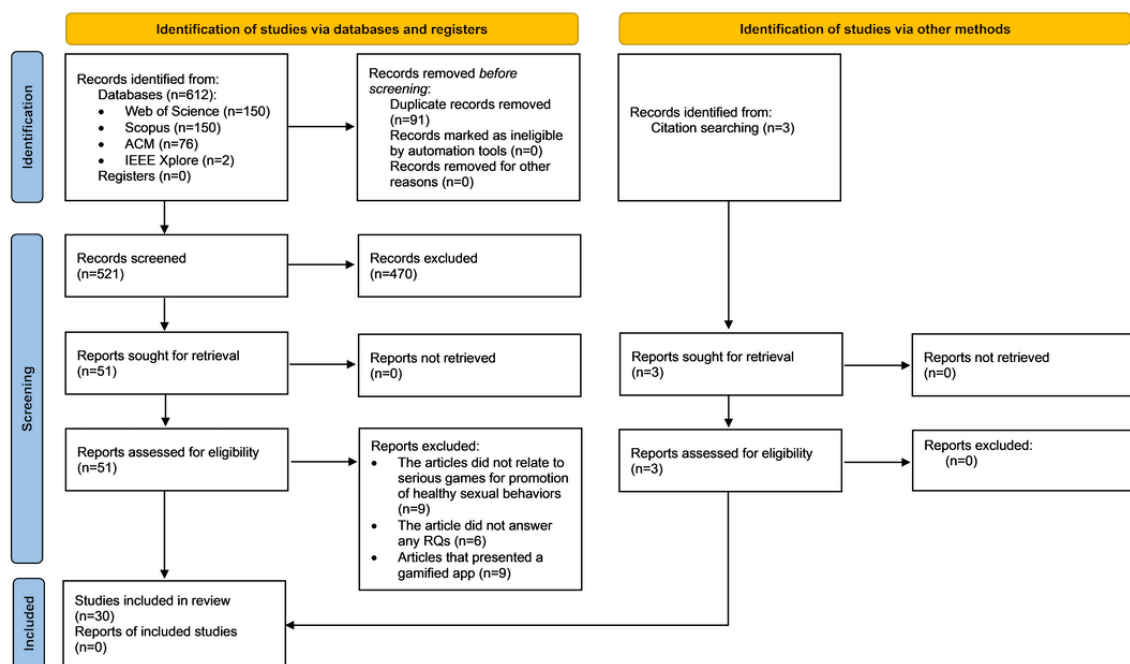 Identification of studies via databases and registers
Identification of studies via other methods
Identification
Records identified from:
Databases (n=612):
• Web of Science (n=150)
• Scopus (n=150)
• ACM (n=76)
• IEEE Xplore (n=2)
Registers (n=0)
Records removed before
screening:
Duplicate records removed
(n=91)
Records marked as ineligible
by automation tools (n=0)
Records removed for other
reasons (n=0)
Records identified from:
Citation searching (n=3)
Screening
Records screened
(n=521)
Records excluded
(n=470)
Reports sought for retrieval
(n=51)
Reports not retrieved
(n=0)
Reports sought for retrieval
(n=3)
Reports not retrieved
(n=0)
Reports assessed for eligibility
(n=51)
Reports excluded:
• The articles did not relate to
serious games for promotion
of healthy sexual behaviors
(n=9)
• The article did not answer
any RQs (n=6)
• Articles that presented a
gamified app (n=9)
Reports assessed for eligibility
(n=3)
Reports excluded:
(n=0)
Included
Studies included in review
(n=30)
Reports of included studies
(n=0)